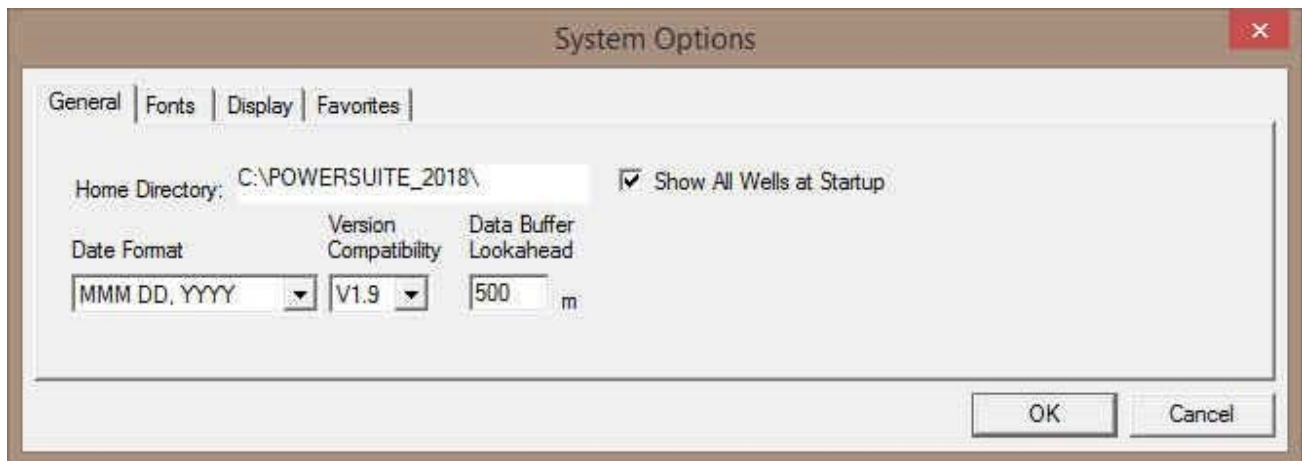 System Options
General Fonts Display Favorites
Home Directory: C:\POWERSUITE_2018\ Show All Wells at Startup
Date Format
Version
Compatibility
Data Buffer
Lookahead
MMM DD, YYYY V1.9 500 m
OK Cancel